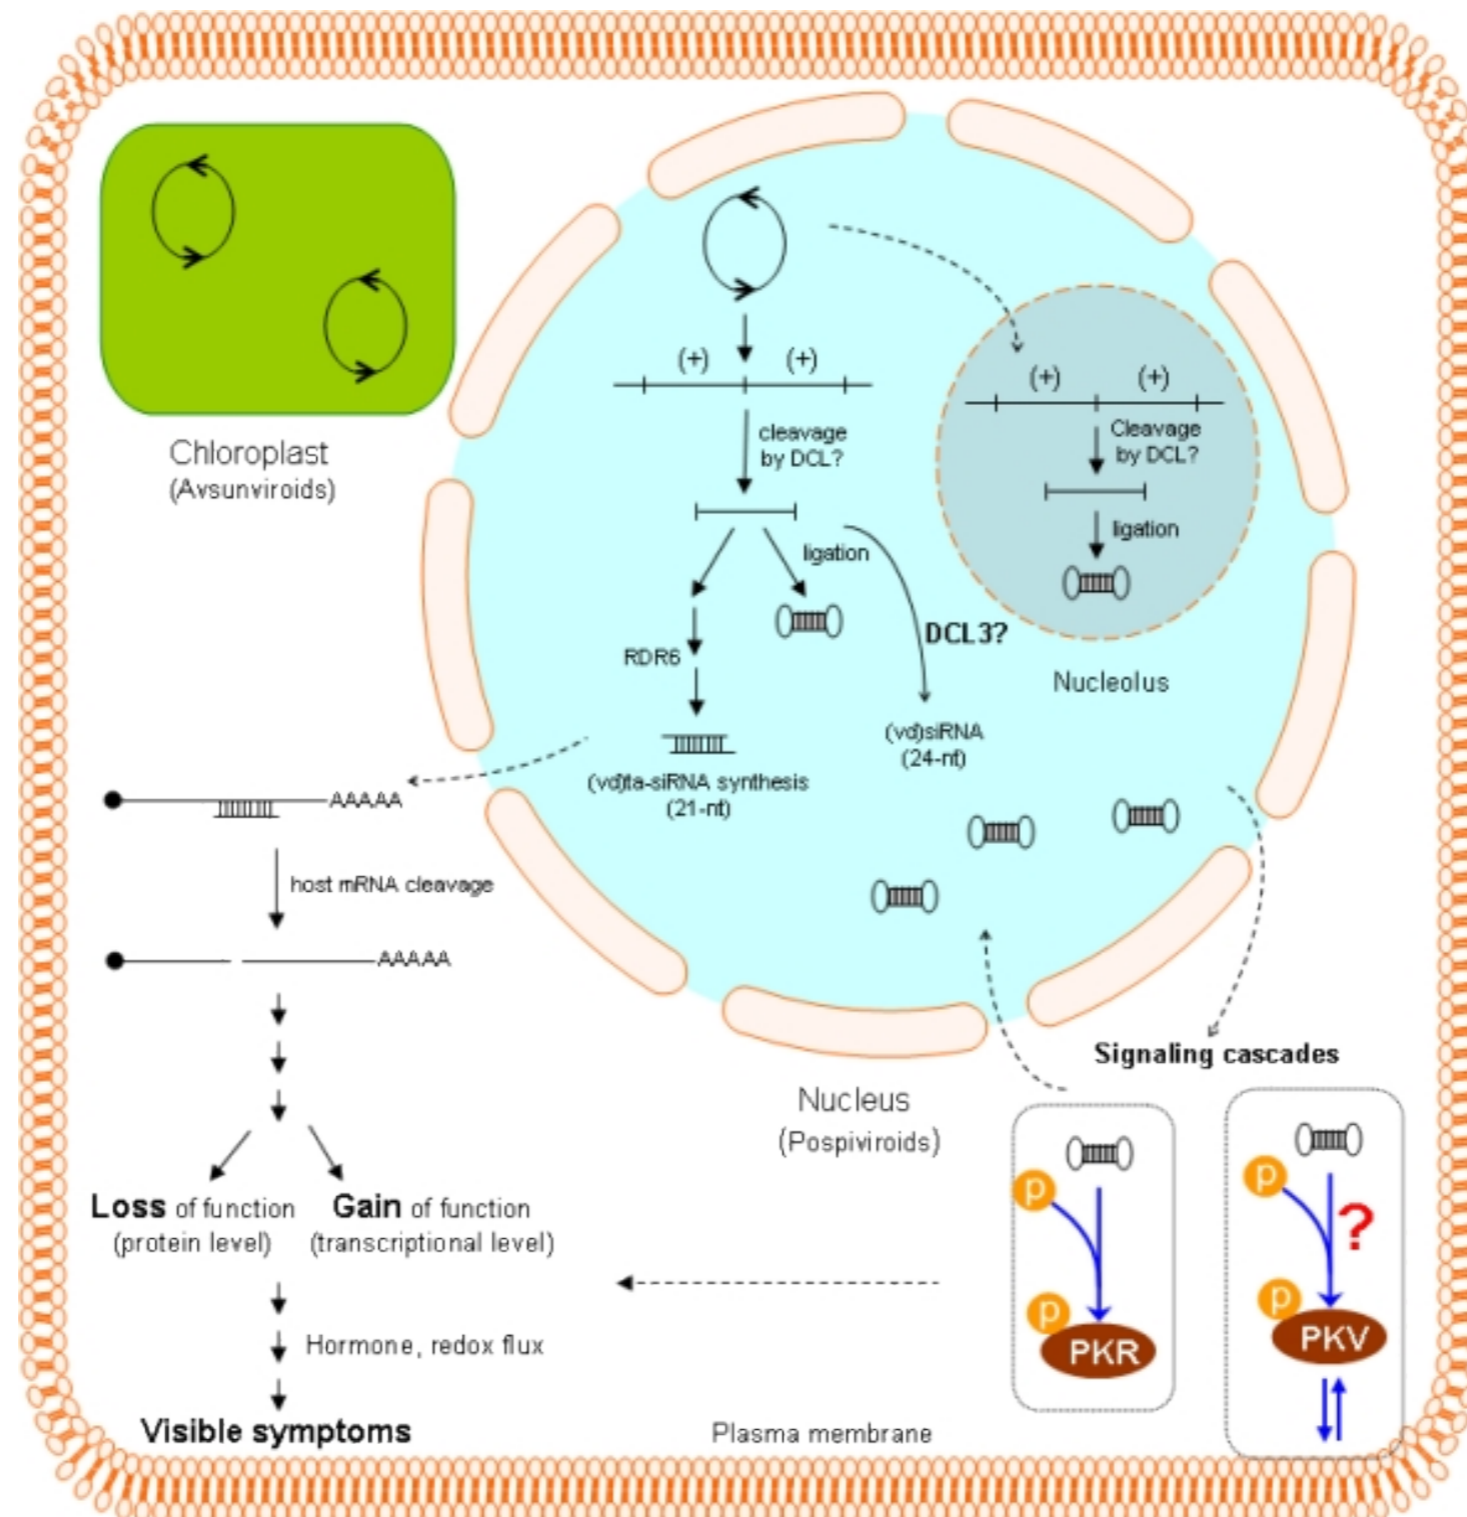 (+) (+)
cleavage
by DCL?
ligation
RDR6
DCL3?
(vd)ta-siRNA synthesis
(21-nt)
(vd)siRNA
(24-nt)
(+) (+)
Cleavage
by DCL?
ligation
Nucleolus
Chloroplast
(Avsunviroids)
AAAAA
host mRNA cleavage
AAAAA
Loss of function
(protein level)
Gain of function
(transcriptional level)
Hormone, redox flux
Visible symptoms
Nucleus
(Pospiviroids)
Signaling cascades
p
p
PKR
p
?
p
PKV
Plasma membrane